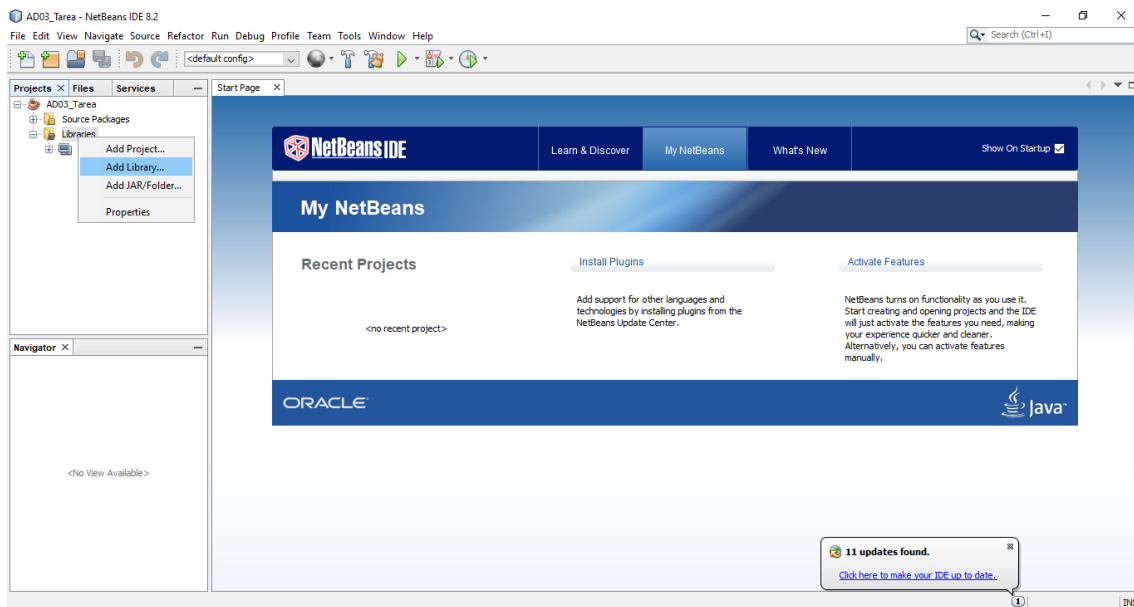 AD03_Tarea - NetBeans IDE 8.2
File Edit View Navigate Source Refactor Run Debug Profile Team Tools Window Help
Search (Ctrl+I)
<default config>
Projects Files Services
Start Page
AD03_Tarea
Source Packages
Libraries
Add Project...
Add Library...
Add JAR/Folder...
Properties
Navigator
<No View Available>
NetBeans IDE
Learn & Discover
My NetBeans
What's New
Show On Startup
My NetBeans
Recent Projects
<no recent project>
Install Plugins
Add support for other languages and
technologies by installing plugins from the
NetBeans Update Center.
Activate Features
NetBeans turns on functionality as you use it.
Start creating and opening projects and the IDE
will just activate the features you need, making
your experience quicker and cleaner.
Alternatively, you can activate features
manually.
ORACLE
Java
11 updates found.
Click here to make your IDE up to date.
1
INS